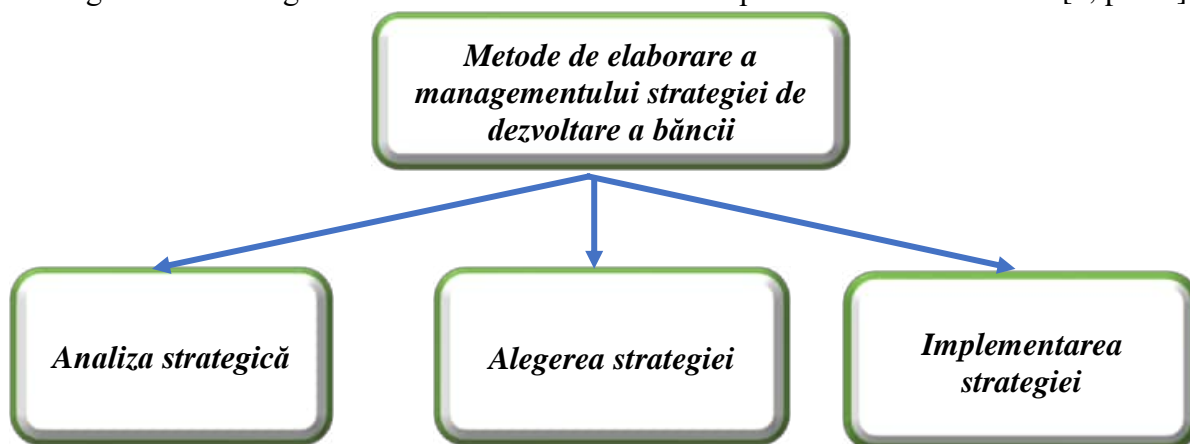 Metode de elaborare a
managementului strategiei de
dezvoltare a băncii
Analiza strategică
Alegerea strategiei
Implementarea
strategiei